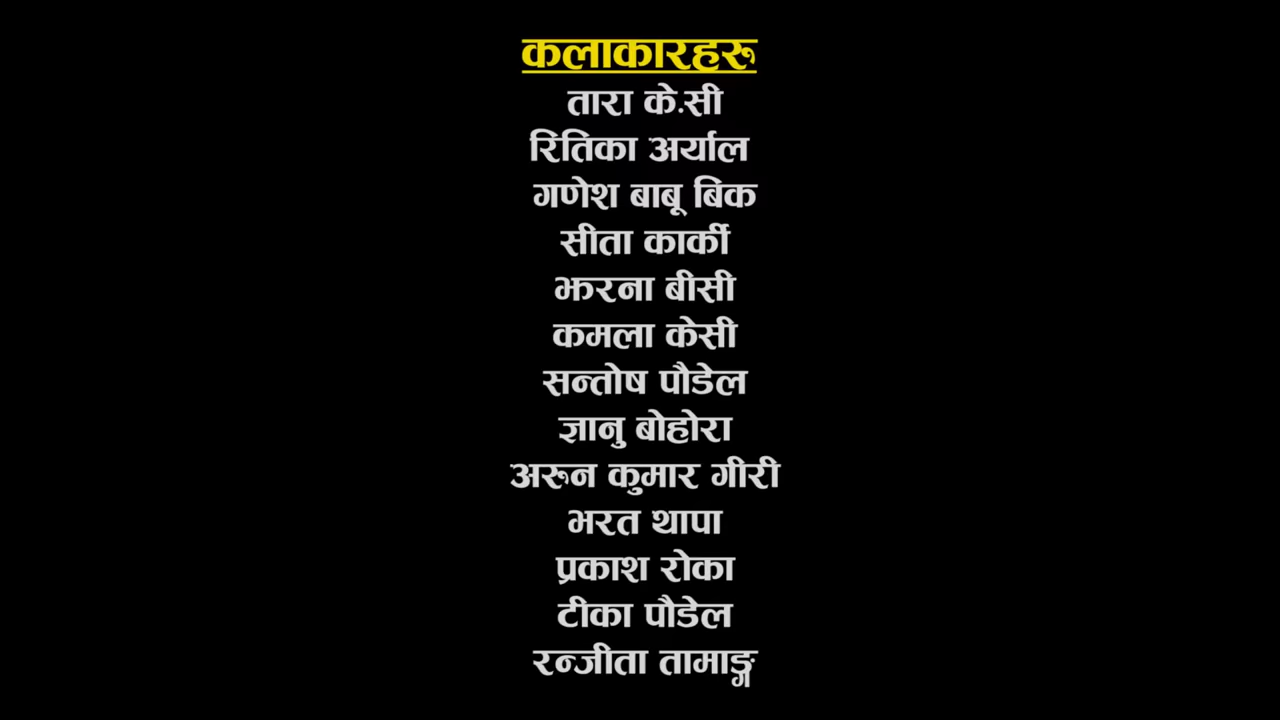 कलाकारहरू
तारा के.सी
रितिका अर्याल
गणेश बाबू बिक
सीता कार्की
झरना बीसी
कमला केसी
सन्तोष पौडेल
ज्ञानु बोहोरा
अरून कुमार गीरी
भरत थापा
प्रकाश रोका
टीका पौडेल
रन्जीता तामाङ्ग